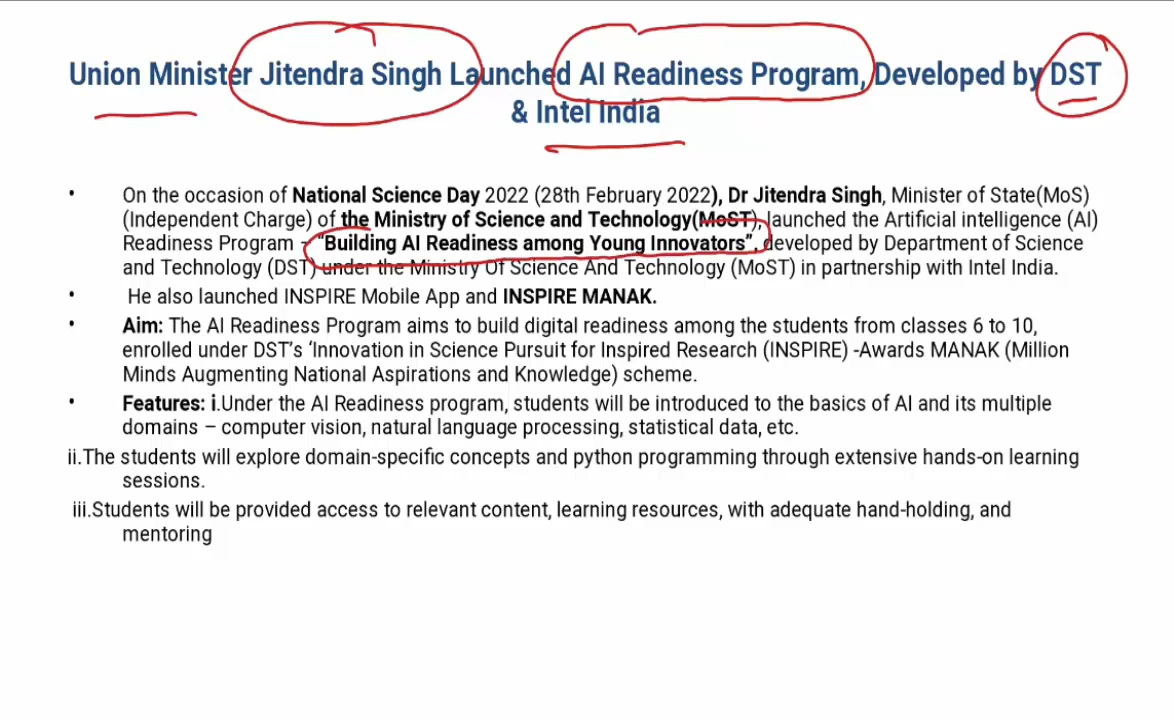 Union Minister Jitendra Singh Launched AI Readiness Program, Developed by DST
& Intel India
• On the occasion of National Science Day 2022 (28th February 2022), Dr Jitendra Singh, Minister of State(MoS)
(Independent Charge) of the Ministry of Science and Technology(MoST), launched the Artificial intelligence (AI)
Readiness Program – “Building AI Readiness among Young Innovators”, developed by Department of Science
and Technology (DST) under the Ministry Of Science And Technology (MoST) in partnership with Intel India.
• He also launched INSPIRE Mobile App and INSPIRE MANAK.
• Aim: The AI Readiness Program aims to build digital readiness among the students from classes 6 to 10,
enrolled under DST’s ‘Innovation in Science Pursuit for Inspired Research (INSPIRE) -Awards MANAK (Million
Minds Augmenting National Aspirations and Knowledge) scheme.
• Features: i.Under the AI Readiness program, students will be introduced to the basics of AI and its multiple
domains – computer vision, natural language processing, statistical data, etc.
ii.The students will explore domain-specific concepts and python programming through extensive hands-on learning
sessions.
iii.Students will be provided access to relevant content, learning resources, with adequate hand-holding, and
mentoring